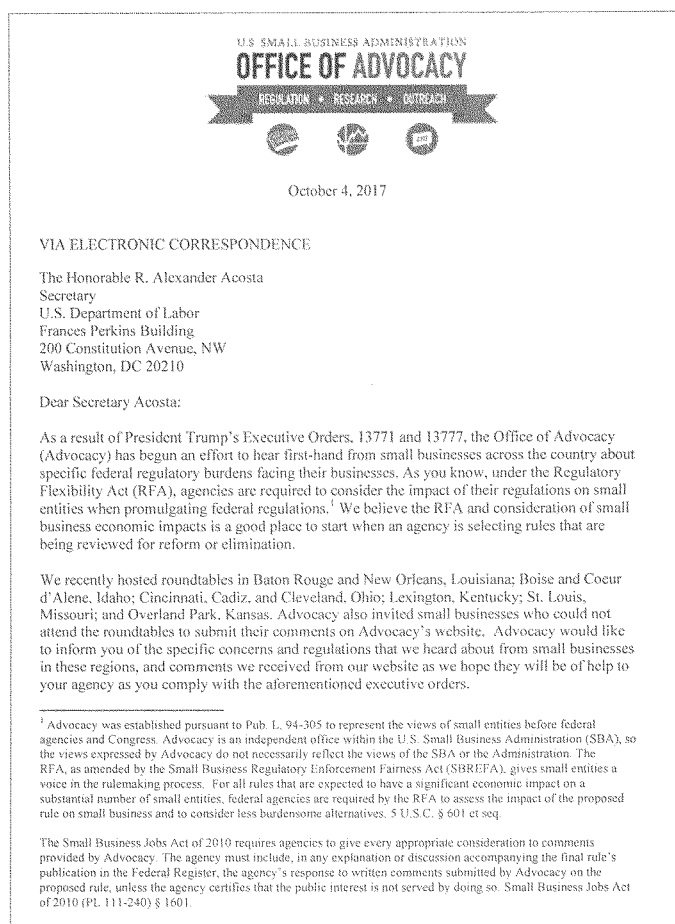 U.S. SMALL BUSINESS ADMINISTRATION
OFFICE OF ADVOCACY
REGULATION • RESEARCH • OUTREACH
October 4, 2017
VIA ELECTRONIC CORRESPONDENCE
The Honorable R. Alexander Acosta
Secretary
U.S. Department of Labor
Frances Perkins Building
200 Constitution Avenue, NW
Washington, DC 20210
Dear Secretary Acosta:
As a result of President Trump's Executive Orders, 13771 and 13777, the Office of Advocacy
(Advocacy) has begun an effort to hear first-hand from small businesses across the country about
specific federal regulatory burdens facing their businesses. As you know, under the Regulatory
Flexibility Act (RFA), agencies are required to consider the impact of their regulations on small
entities when promulgating federal regulations.1 We believe the RFA and consideration of small
business economic impacts is a good place to start when an agency is selecting rules that are
being reviewed for reform or elimination.
We recently hosted roundtables in Baton Rouge and New Orleans, Louisiana; Boise and Coeur
d'Alene, Idaho; Cincinnati, Cadiz, and Cleveland, Ohio; Lexington, Kentucky; St. Louis,
Missouri; and Overland Park, Kansas. Advocacy also invited small businesses who could not
attend the roundtables to submit their comments on Advocacy's website. Advocacy would like
to inform you of the specific concerns and regulations that we heard about from small businesses
in these regions, and comments we received from our website as we hope they will be of help to
your agency as you comply with the aforementioned executive orders.
1 Advocacy was established pursuant to Pub. L. 94-305 to represent the views of small entities before federal
agencies and Congress. Advocacy is an independent office within the U.S. Small Business Administration (SBA), so
the views expressed by Advocacy do not necessarily reflect the views of the SBA or the Administration. The
RFA, as amended by the Small Business Regulatory Enforcement Fairness Act (SBREFA), gives small entities a
voice in the rulemaking process. For all rules that are expected to have a significant economic impact on a
substantial number of small entities, federal agencies are required by the RFA to assess the impact of the proposed
rule on small business and to consider less burdensome alternatives. 5 U.S.C. § 601 et seq.
The Small Business Jobs Act of 2010 requires agencies to give every appropriate consideration to comments
provided by Advocacy. The agency must include, in any explanation or discussion accompanying the final rule's
publication in the Federal Register, the agency's response to written comments submitted by Advocacy on the
proposed rule, unless the agency certifies that the public interest is not served by doing so. Small Business Jobs Act
of 2010 (PL 111-240) § 1601.